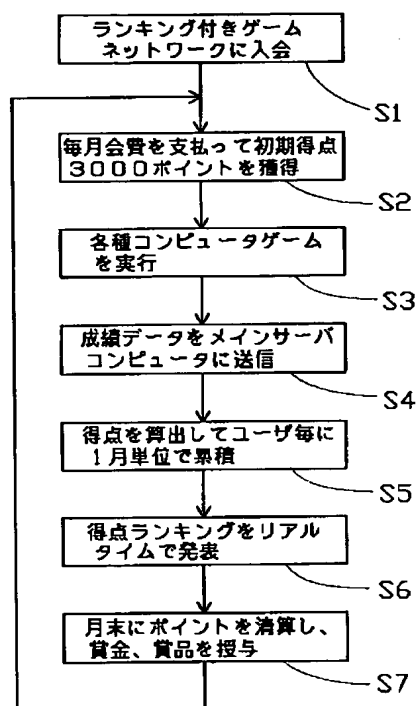 ランキング付きゲーム
ネットワークに入会
S1
毎月会費を支払って初期得点
3000ポイントを獲得
S2
各種コンピュータゲーム
を実行
S3
成績データをメインサーバ
コンピュータに送信
S4
得点を算出してユーザ毎に
1月単位で累積
S5
得点ランキングをリアル
タイムで発表
S6
月末にポイントを清算し、
賞金、賞品を授与
S7